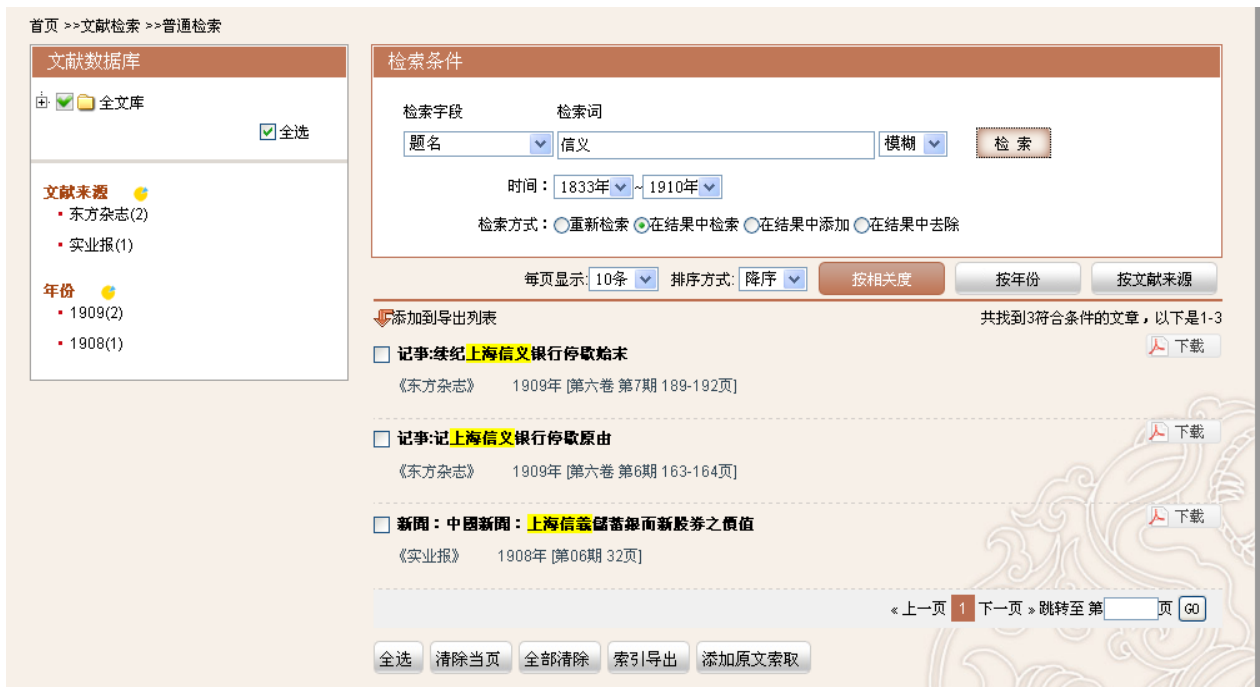 首页 >>文献检索 >>普通检索
文献数据库
全文库
全选
文献来源
东方杂志(2)
实业报(1)
年份
1909(2)
1908(1)
检索条件
检索字段 检索词
题名 信义 模糊 检 索
时间： 1833年 ~ 1910年
检索方式： 重新检索 在结果中检索 在结果中添加 在结果中去除
每页显示: 10条 排序方式: 降序 按相关度 按年份 按文献来源
添加到导出列表 共找到3符合条件的文章，以下是1-3
记事:续纪上海信义银行停歇始末 下载
《东方杂志》 1909年 [第六卷 第7期 189-192页]
记事:记上海信义银行停歇原由 下载
《东方杂志》 1909年 [第六卷 第6期 163-164页]
新聞：中國新聞：上海信義儲蓄銀而新股券之價值 下载
《实业报》 1908年 [第06期 32页]
« 上一页 1 下一页 » 跳转至 第 页 GO
全选 清除当页 全部清除 索引导出 添加原文索取